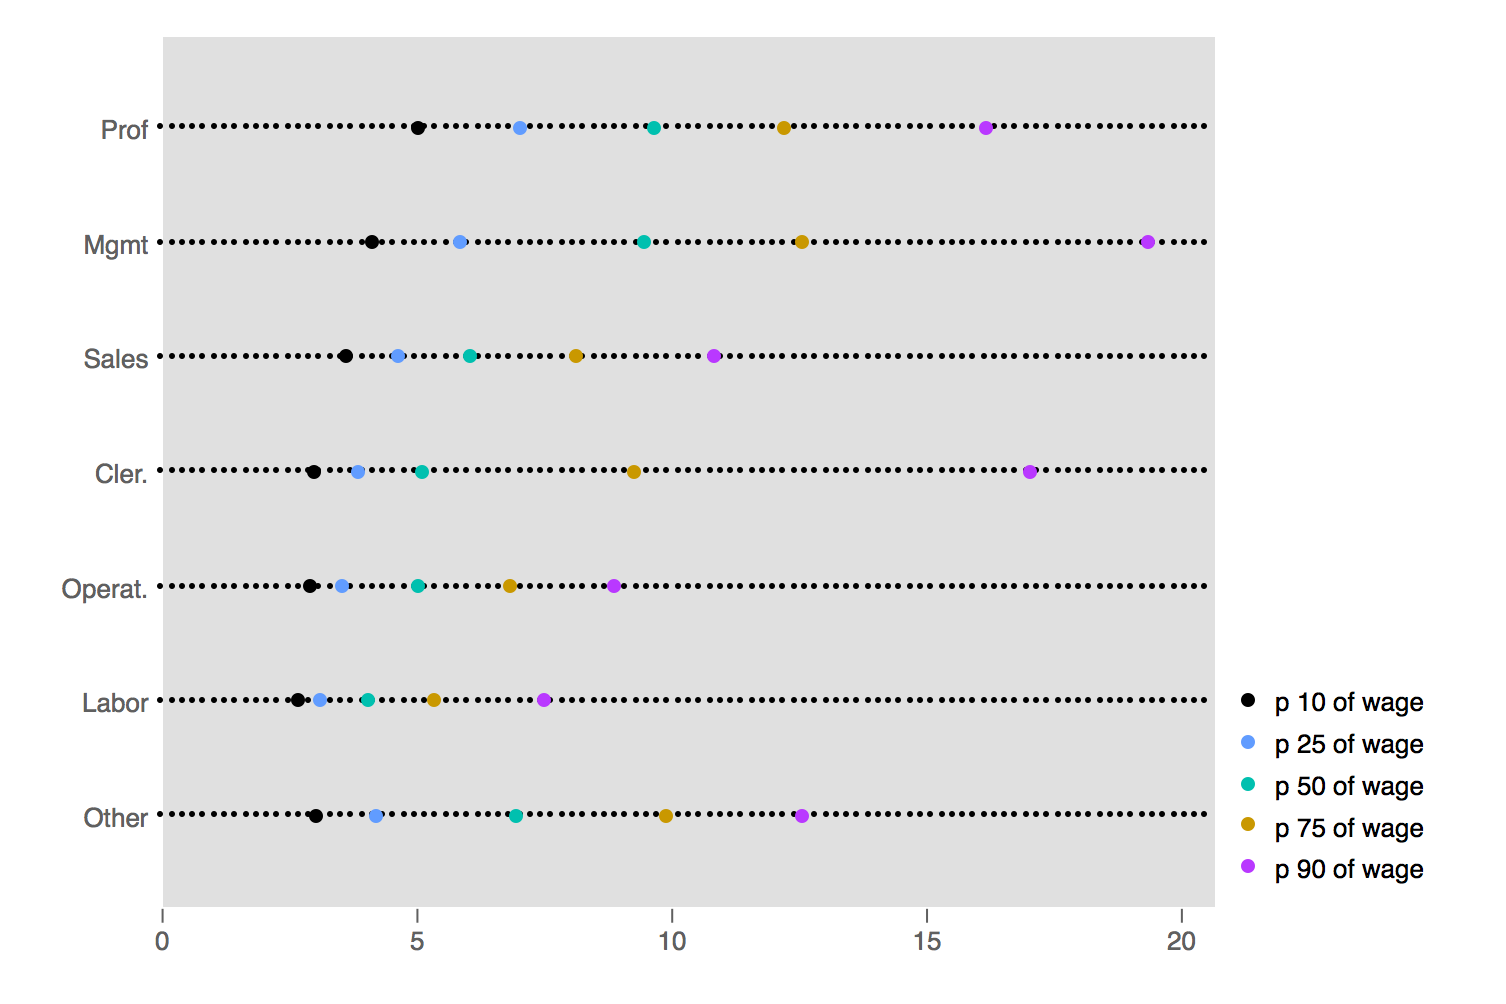 Prof
Mgmt
Sales
Cler.
Operat.
Labor
Other
p 10 of wage
p 25 of wage
p 50 of wage
p 75 of wage
p 90 of wage
0 5 10 15 20